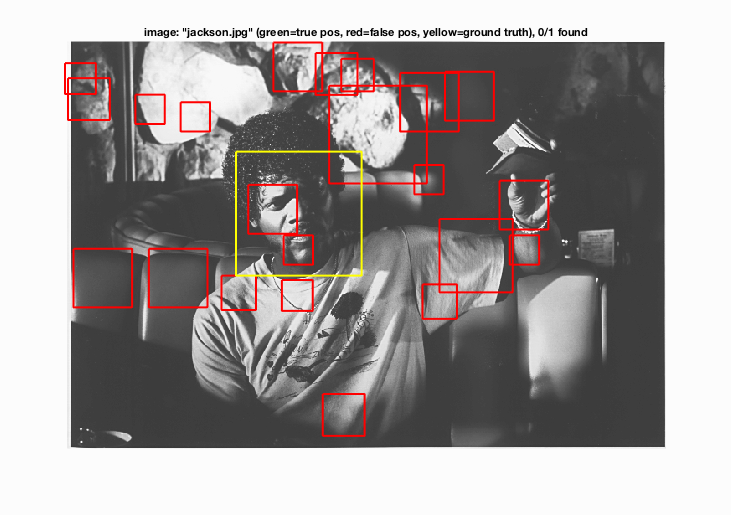 image: "jackson.jpg" (green=true pos, red=false pos, yellow=ground truth), 0/1 found